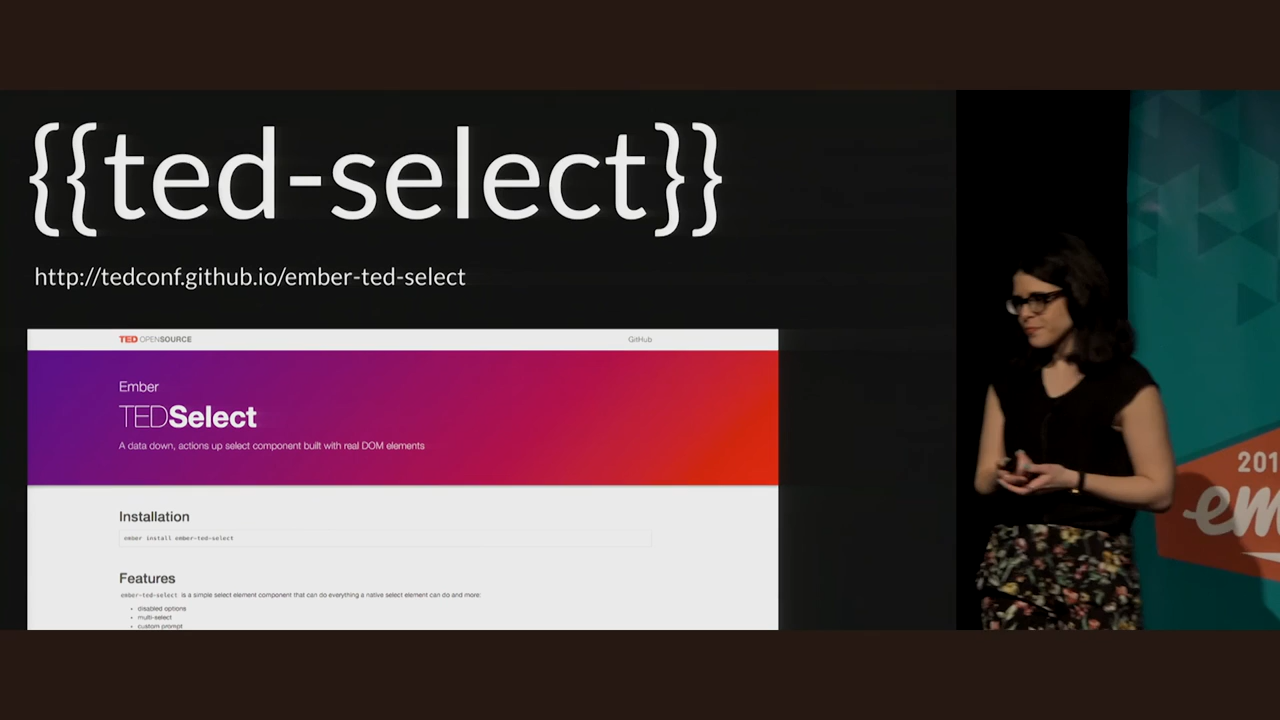 {{ted-select}}
http://tedconf.github.io/ember-ted-select
TED OPENSOURCE
GitHub
Ember
TEDSelect
A data down, actions up select component built with real DOM elements
Installation
ember install ember-ted-select
Features
ember-ted-select is a simple select element component that can do everything a native select element can do and more:
• disabled options
• multi-select
• custom prompt
201
em